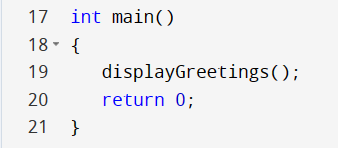 17 int main()
18 {
19 displayGreetings();
20 return 0;
21 }